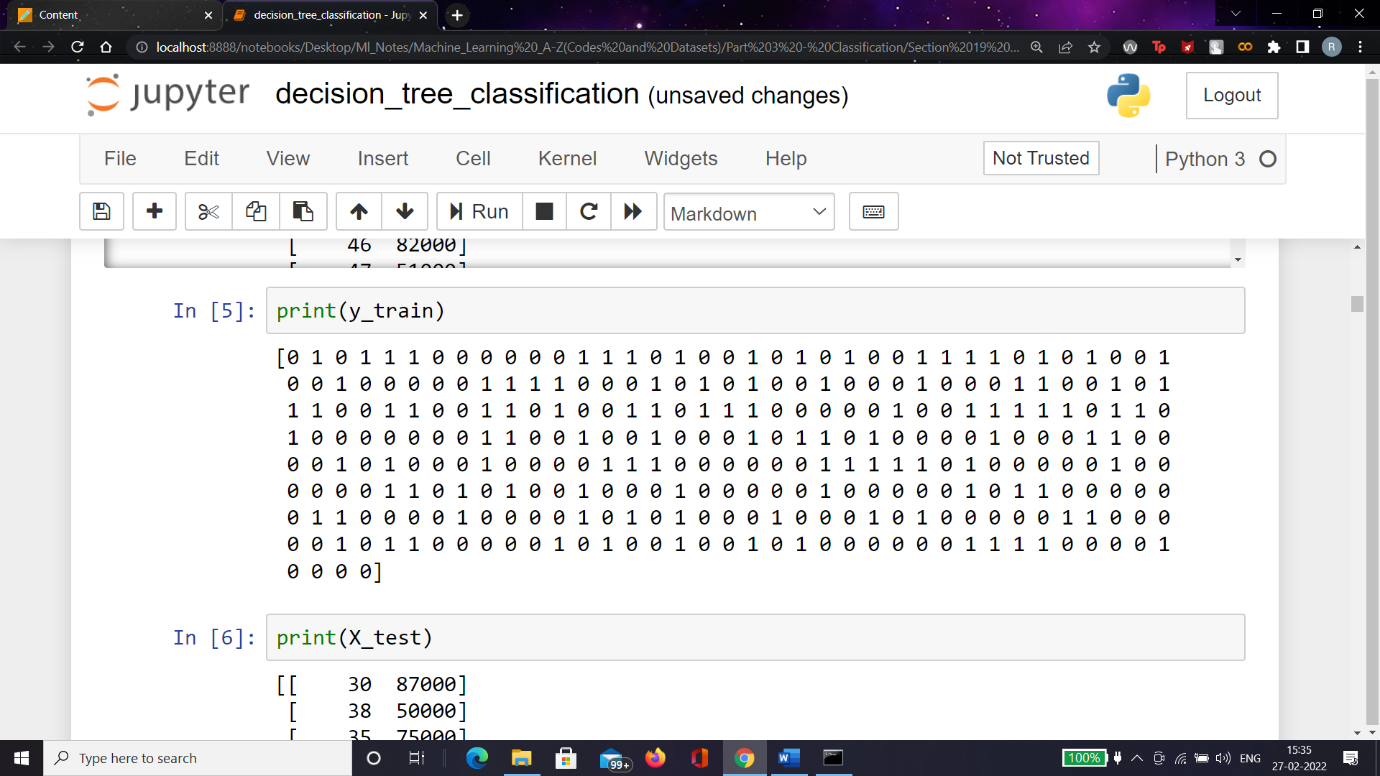 Content
decision_tree_classification - Jup
localhost:8888/notebooks/Desktop/Ml_Notes/Machine_Learning%20_A-Z(Codes%20and%20Datasets)/Part%203%20-%20Classification/Section%2019%20...
Tp
R
jupyter decision_tree_classification (unsaved changes)
Logout
File Edit View Insert Cell Kernel Widgets Help
Not Trusted
Python 3
Run
Markdown
[ 46 82000]
In [5]: print(y_train)
[0 1 0 1 1 1 0 0 0 0 0 0 1 1 1 0 1 0 0 1 0 1 0 1 0 0 1 1 1 1 0 1 0 1 0 0 1
0 0 1 0 0 0 0 0 1 1 1 1 0 0 0 1 0 1 0 1 0 0 1 0 0 0 1 0 0 0 1 1 0 0 1 0 1
1 1 0 0 1 1 0 0 1 1 0 1 0 0 1 1 0 1 1 1 0 0 0 0 0 1 0 0 1 1 1 1 1 0 1 1 0
1 0 0 0 0 0 0 0 1 1 0 0 1 0 0 1 0 0 0 1 0 1 1 0 1 0 0 0 0 1 0 0 0 1 1 0 0
0 0 1 0 1 0 0 0 1 0 0 0 0 1 1 1 0 0 0 0 0 0 1 1 1 1 1 0 1 0 0 0 0 0 1 0 0
0 0 0 0 1 1 0 1 0 1 0 0 1 0 0 0 1 0 0 0 0 0 1 0 0 0 0 0 1 0 1 1 0 0 0 0 0
0 1 1 0 0 0 0 1 0 0 0 0 1 0 1 0 1 0 0 0 1 0 0 0 1 0 1 0 0 0 0 0 1 1 0 0 0
0 0 1 0 1 1 0 0 0 0 0 1 0 1 0 0 1 0 0 1 0 1 0 0 0 0 0 0 1 1 1 1 0 0 0 0 1
0 0 0 0]
In [6]: print(X_test)
[[ 30 87000]
[ 38 50000]
[ 35 75000]
Type here to search
99+
100%
ENG
15:35
27-02-2022